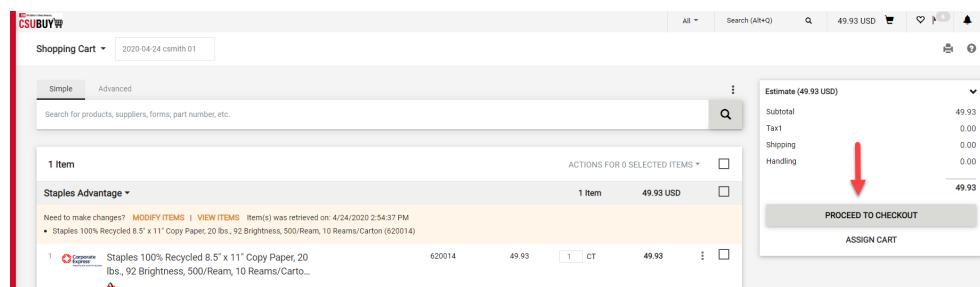 CSUBUY
All
Search (Alt+Q)
49.93 USD
Shopping Cart
2020-04-24 csmith 01
Simple
Advanced
Search for products, suppliers, forms, part number, etc.
1 Item
ACTIONS FOR 0 SELECTED ITEMS
Staples Advantage
1 Item
49.93 USD
Need to make changes? MODIFY ITEMS | VIEW ITEMS Item(s) was retrieved on: 4/24/2020 2:54:37 PM
• Staples 100% Recycled 8.5" x 11" Copy Paper, 20 lbs., 92 Brightness, 500/Ream, 10 Reams/Carton (620014)
1
Corporate Express
Staples 100% Recycled 8.5" x 11" Copy Paper, 20
lbs., 92 Brightness, 500/Ream, 10 Reams/Carto...
620014
49.93
1 CT
49.93
Estimate (49.93 USD)
Subtotal 49.93
Tax1 0.00
Shipping 0.00
Handling 0.00
49.93
PROCEED TO CHECKOUT
ASSIGN CART